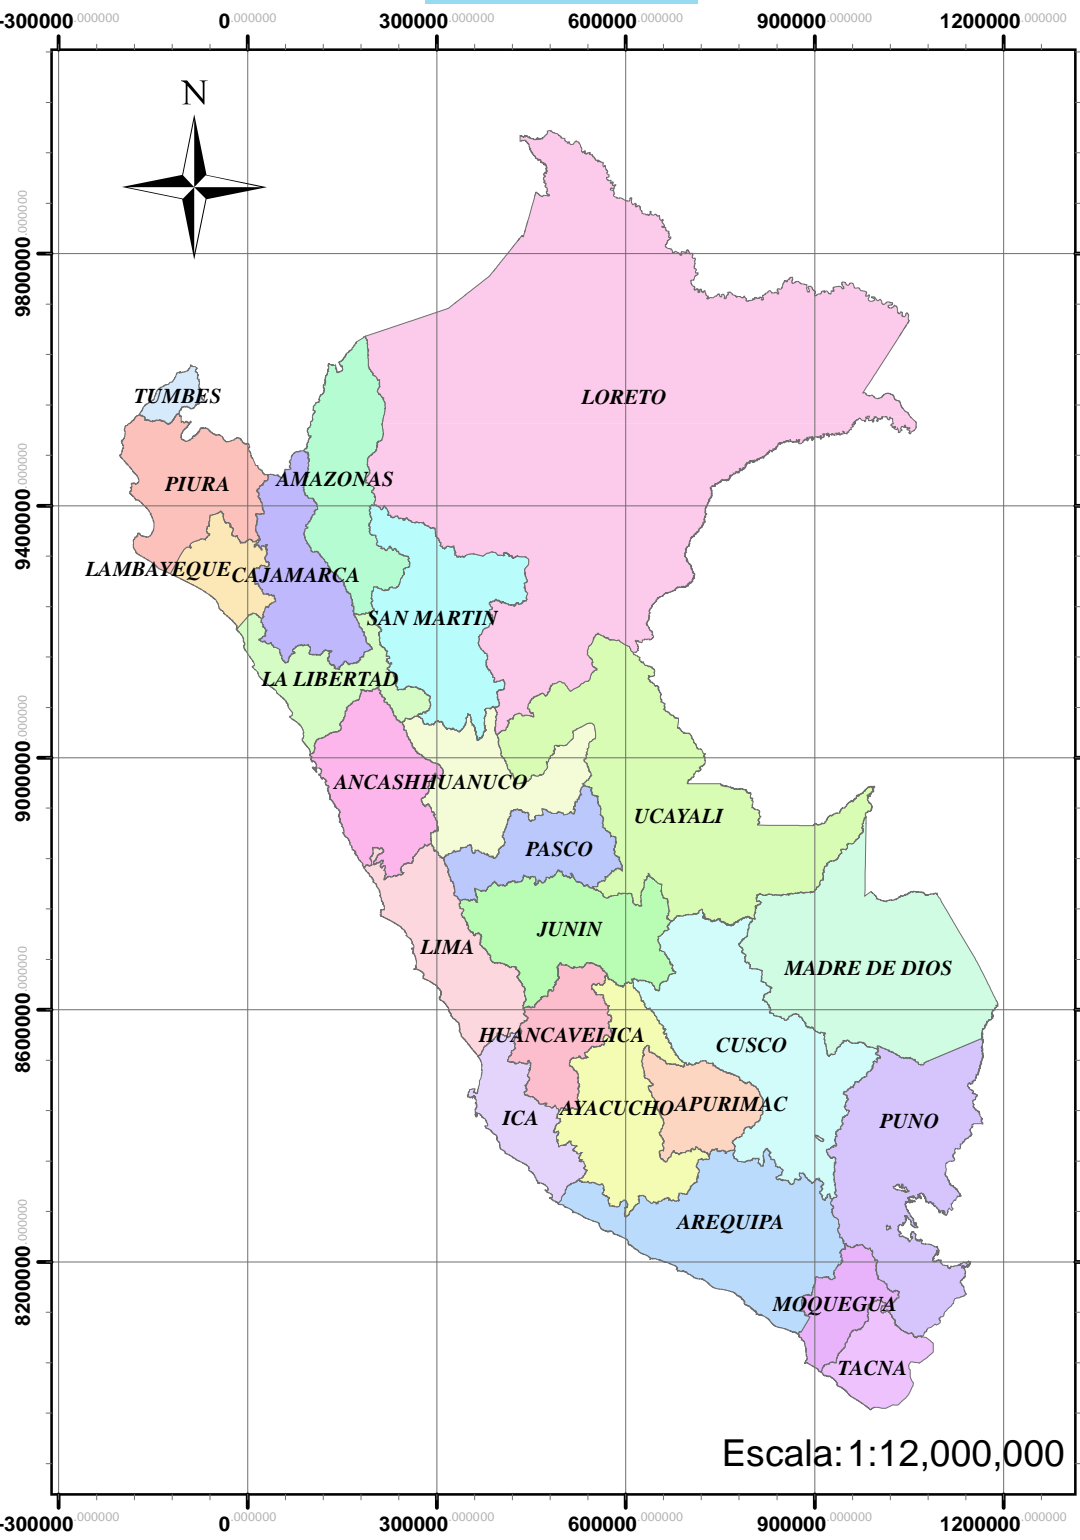 -300000.000000 0.000000 300000.000000 600000.000000 900000.000000 1200000.000000
N
9800000.000000
LORETO
TUMBES
9400000.000000
AMAZONAS
PIURA
LAMBAYEQUE
CAJAMARCA
SAN MARTIN
LA LIBERTAD
9000000.000000
ANCASH
HUANUCO
UCAYALI
PASCO
JUNIN
LIMA
MADRE DE DIOS
8600000.000000
HUANCAVELICA
CUSCO
AYACUCHO
APURIMAC
ICA
PUNO
8200000.000000
AREQUIPA
MOQUEGUA
TACNA
Escala: 1:12,000,000
-300000.000000 0.000000 300000.000000 600000.000000 900000.000000 1200000.000000